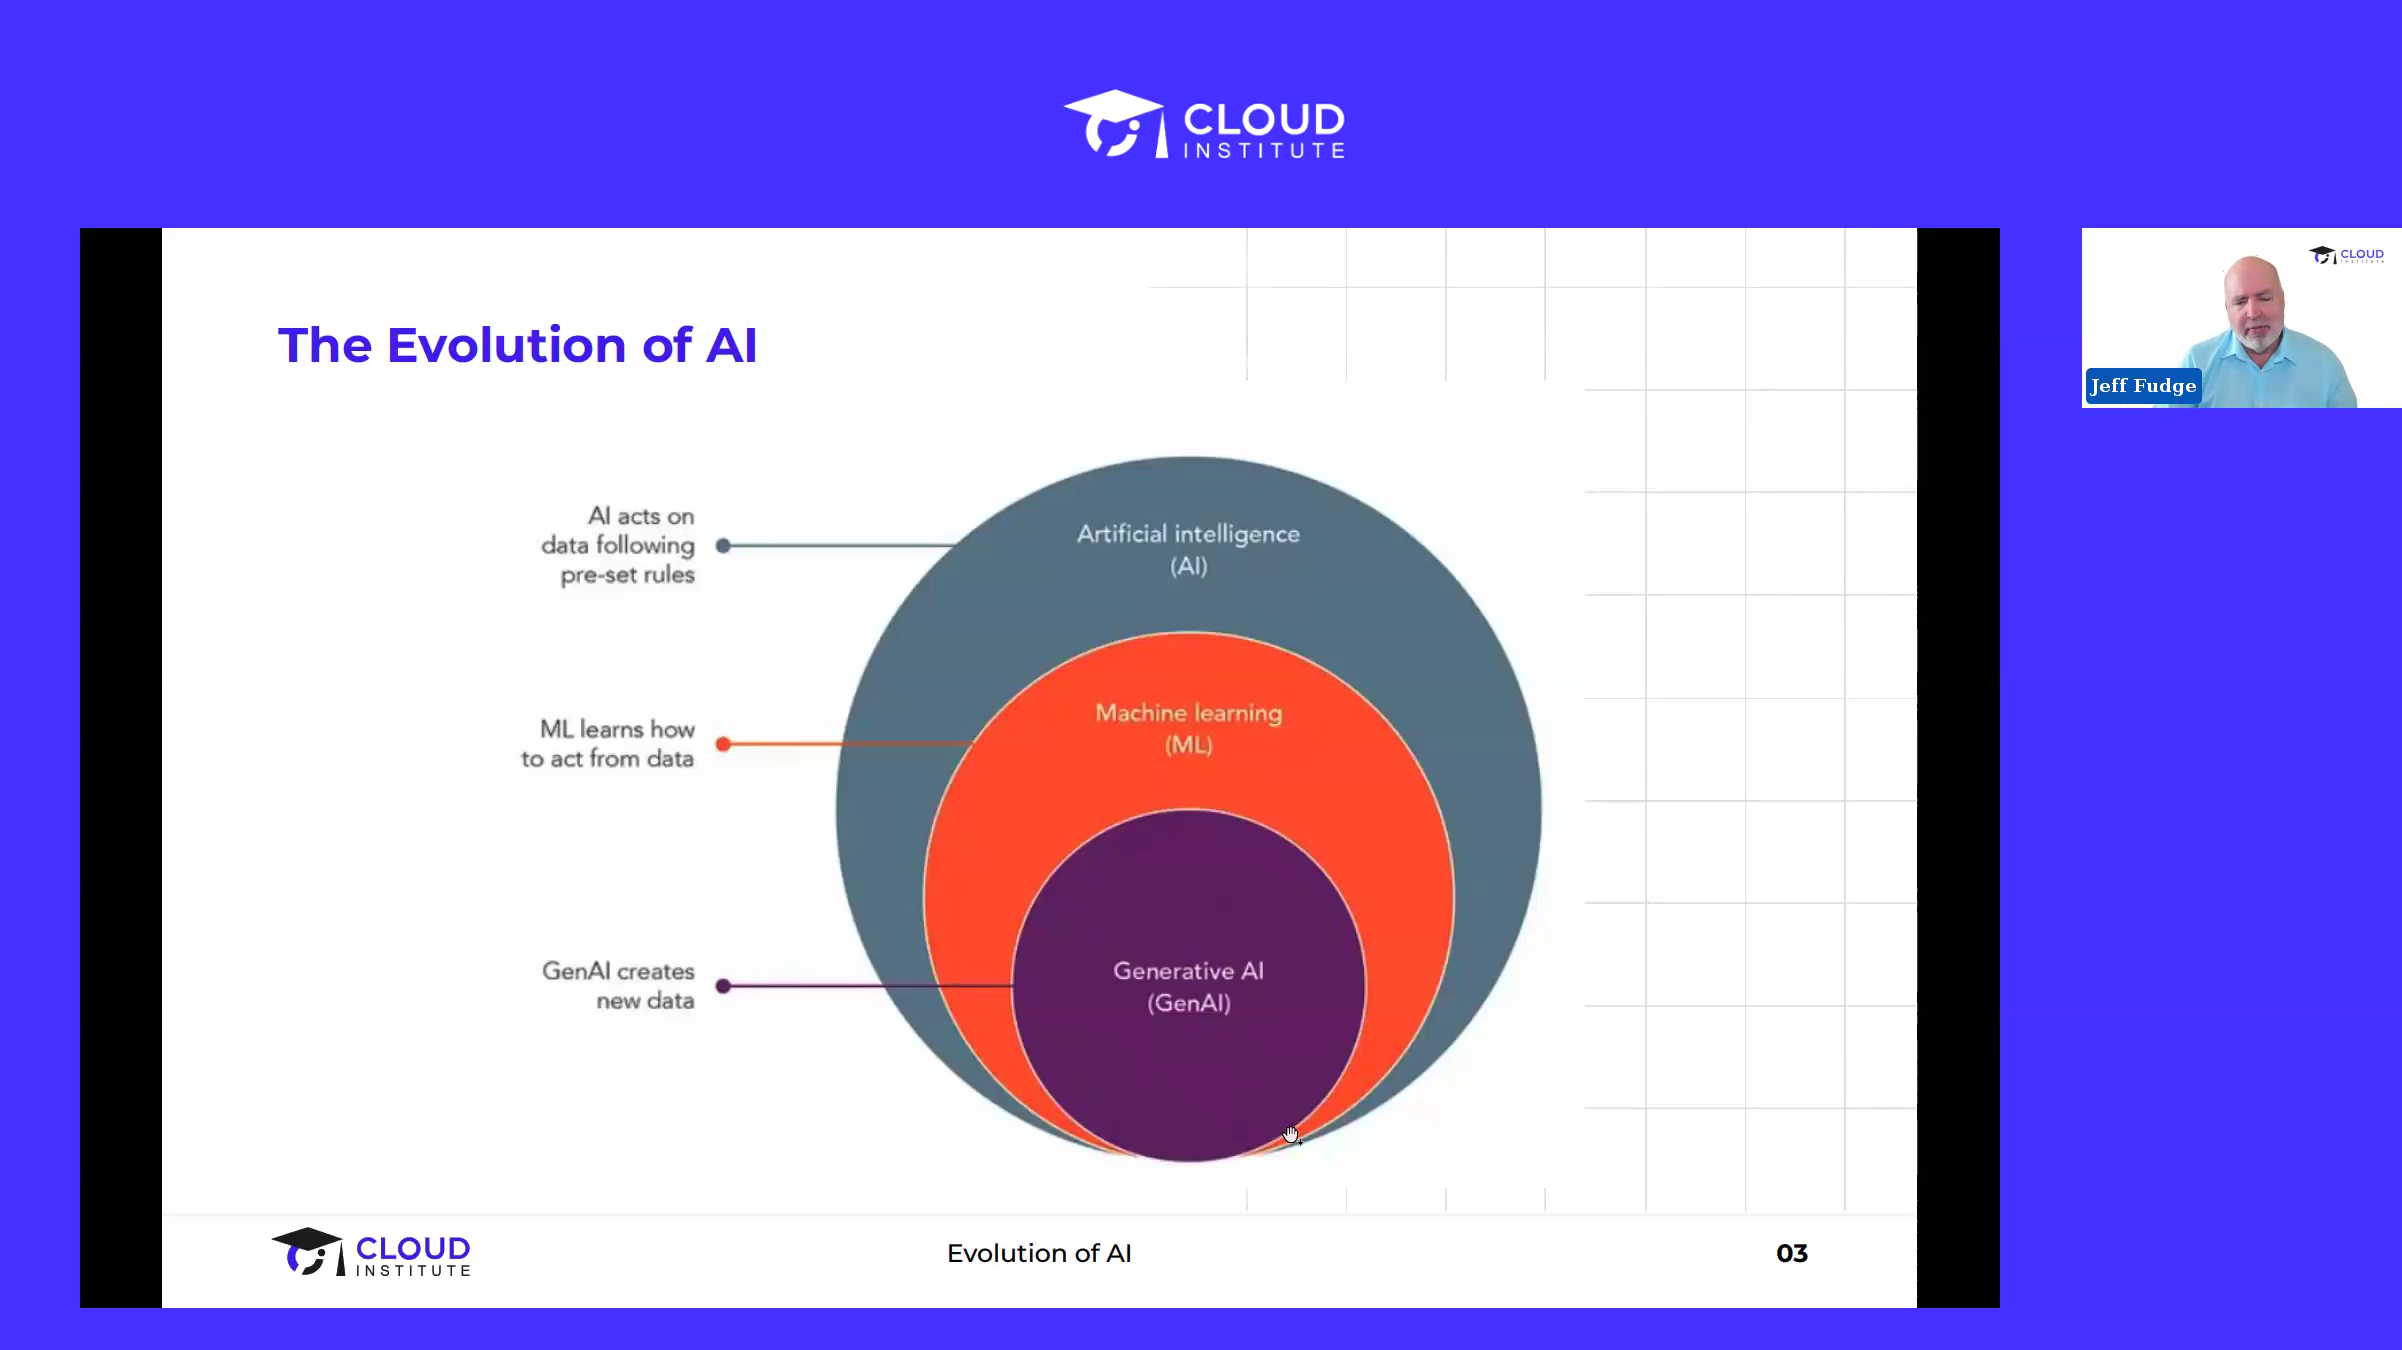 CLOUD
INSTITUTE
CLOUD
Jeff Fudge
The Evolution of AI
AI acts on
data following
pre-set rules
Artificial intelligence
(AI)
ML learns how
to act from data
Machine learning
(ML)
GenAI creates
new data
Generative AI
(GenAI)
CLOUD
INSTITUTE
Evolution of AI
03